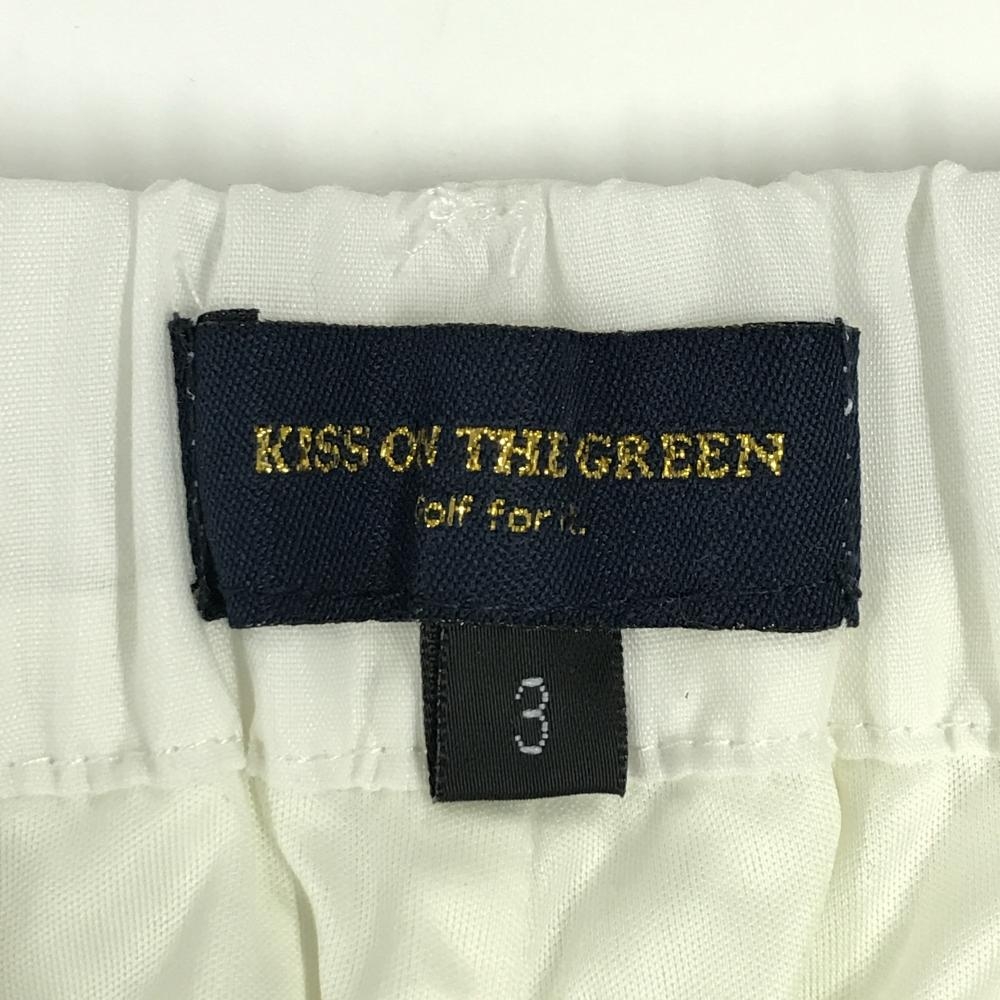 KISS ON THE GREEN
Golf for it.
3